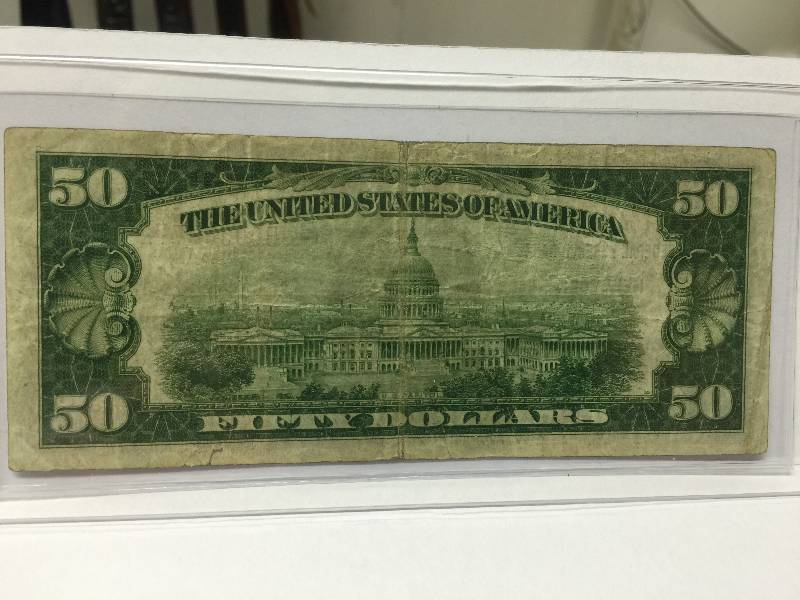 50 50
THE UNITED STATES OF AMERICA
50 50
FIFTY DOLLARS